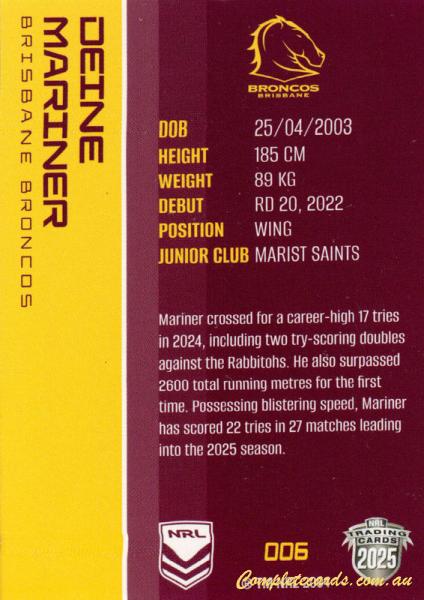 DEINE
MARINER
BRISBANE BRONCOS
BRONCOS
BRISBANE
DOB 25/04/2003
HEIGHT 185 CM
WEIGHT 89 KG
DEBUT RD 20, 2022
POSITION WING
JUNIOR CLUB MARIST SAINTS
Mariner crossed for a career-high 17 tries
in 2024, including two try-scoring doubles
against the Rabbitohs. He also surpassed
2600 total running metres for the first
time. Possessing blistering speed, Mariner
has scored 22 tries in 27 matches leading
into the 2025 season.
NRL
006
NRL
TRADING
CARDS
2025
Completecards.com.au